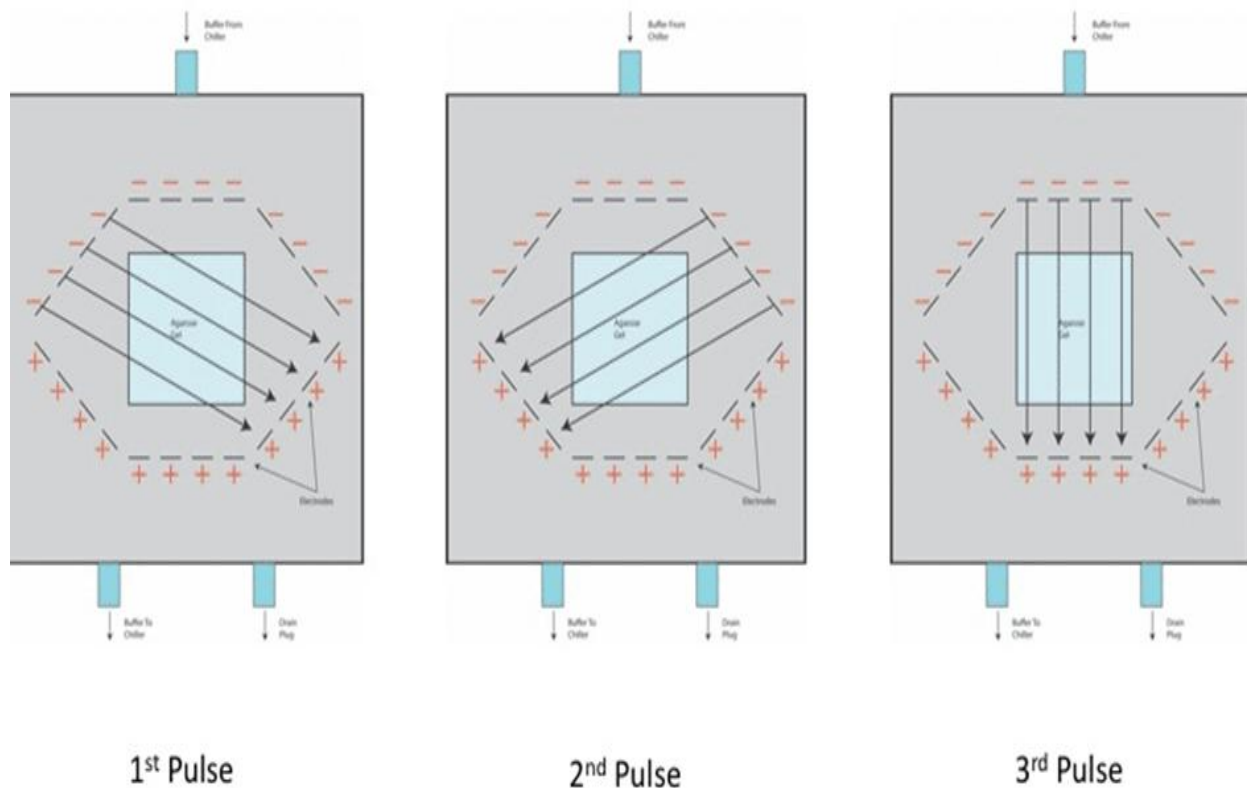 Buffer From
Chiller
Agarose
Gel
Electrodes
Buffer To
Chiller
Drain
Plug
1st Pulse
Buffer From
Chiller
Agarose
Gel
Electrodes
Buffer To
Chiller
Drain
Plug
2nd Pulse
Buffer From
Chiller
Agarose
Gel
Electrodes
Buffer To
Chiller
Drain
Plug
3rd Pulse